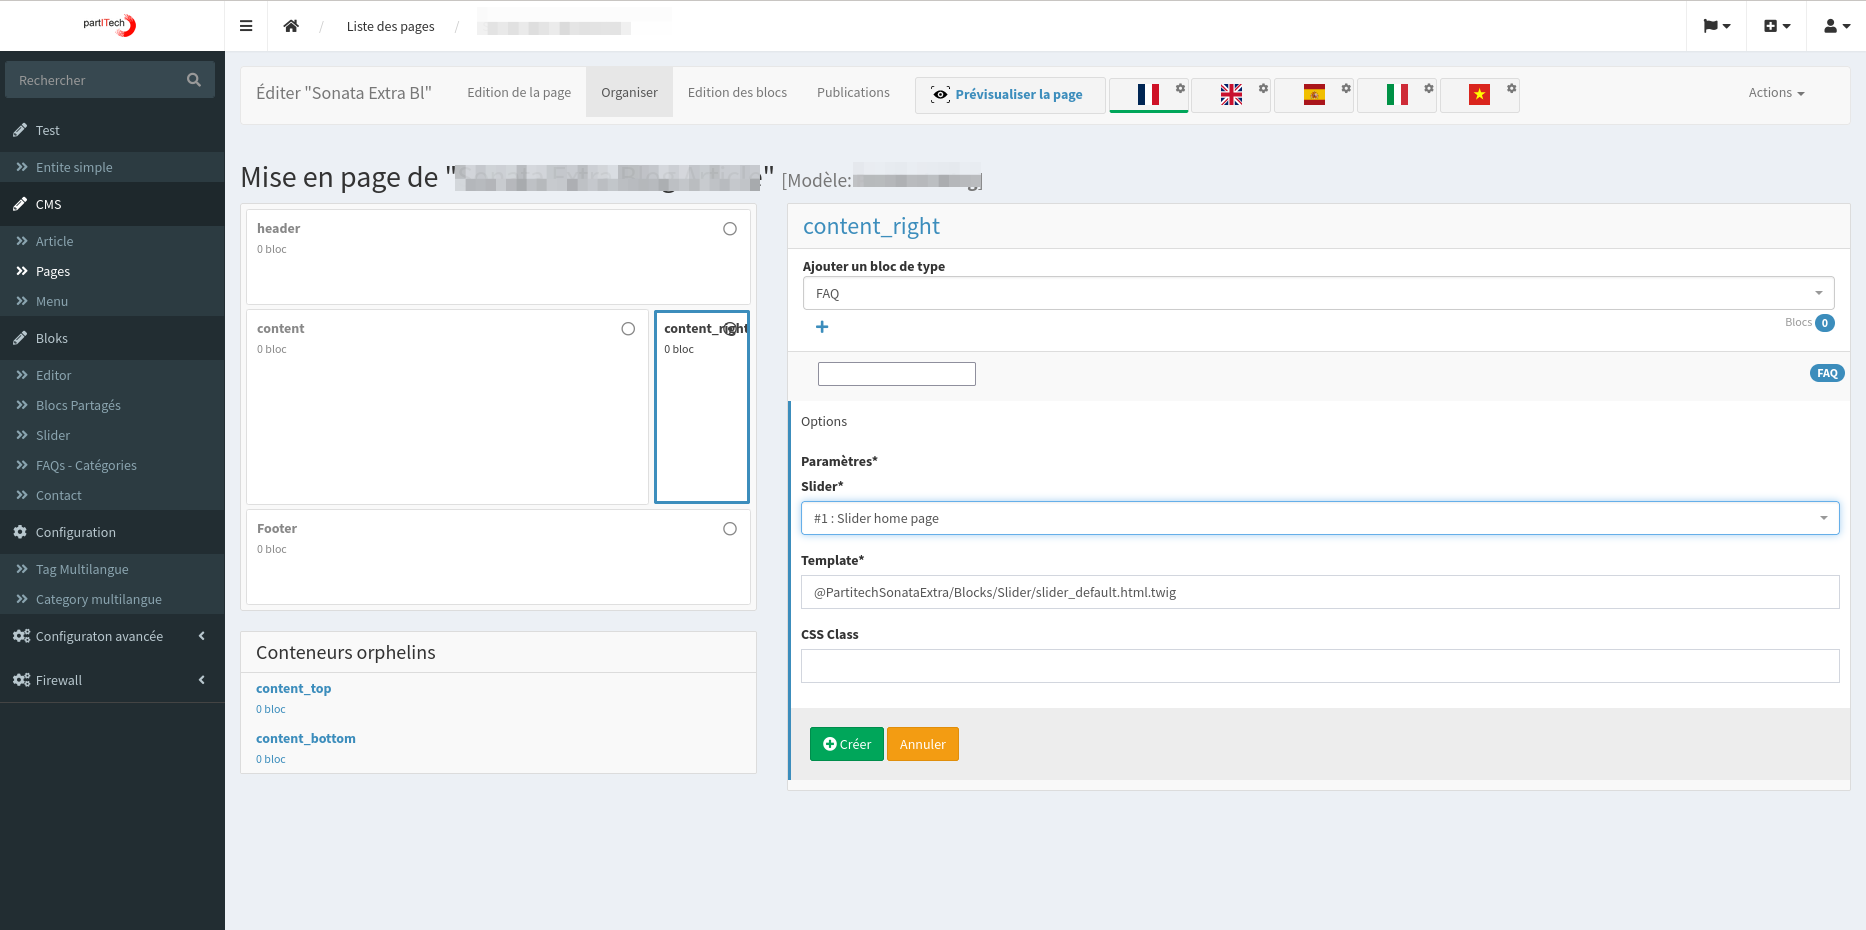 partITech
Liste des pages
Rechercher
Test
Entite simple
CMS
Article
Pages
Menu
Bloks
Editor
Blocs Partagés
Slider
FAQs - Catégories
Contact
Configuration
Tag Multilangue
Category multilangue
Configuraton avancée
Firewall
Éditer "Sonata Extra Bl"
Edition de la page
Organiser
Edition des blocs
Publications
Prévisualiser la page
Actions
Mise en page de " " [Modèle: ]
header
0 bloc
content
0 bloc
content_right
0 bloc
Footer
0 bloc
Conteneurs orphelins
content_top
0 bloc
content_bottom
0 bloc
content_right
Ajouter un bloc de type
FAQ
Blocs 0
FAQ
Options
Paramètres*
Slider*
#1 : Slider home page
Template*
@PartitechSonataExtra/Blocks/Slider/slider_default.html.twig
CSS Class
Créer
Annuler